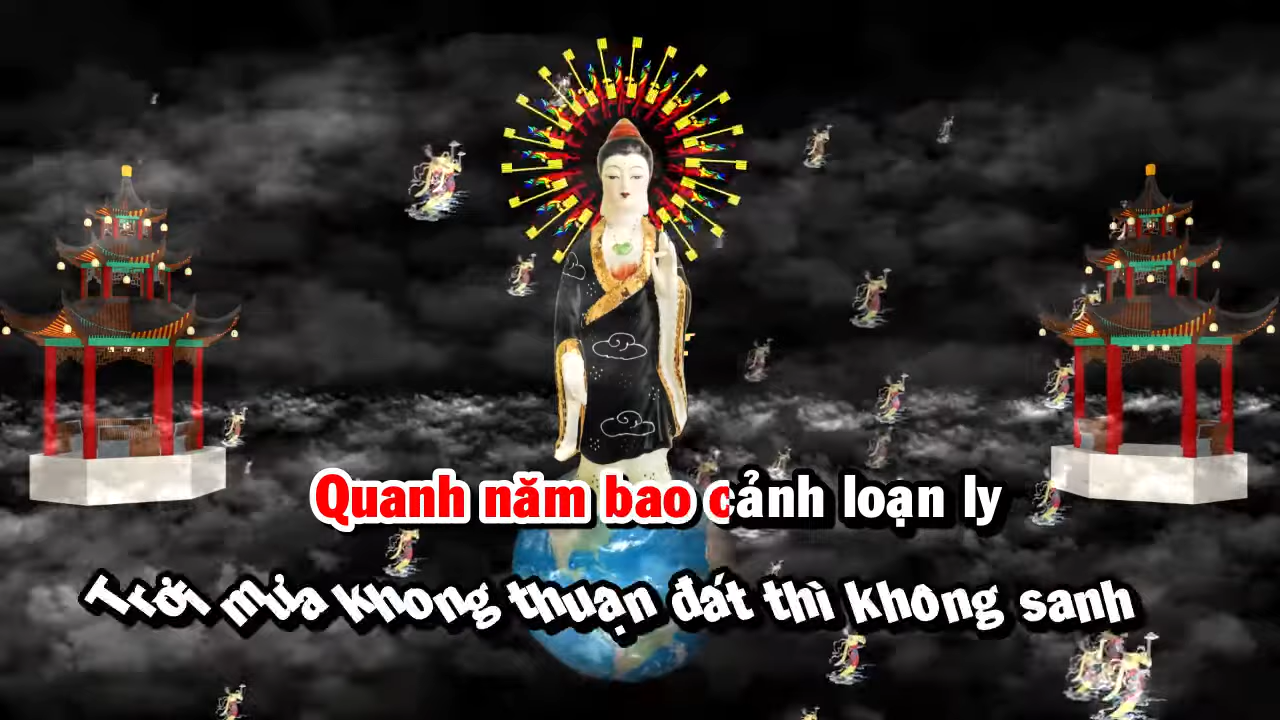 Quanh năm bao cảnh loạn ly
Trời mưa không thuận đất thì không sanh